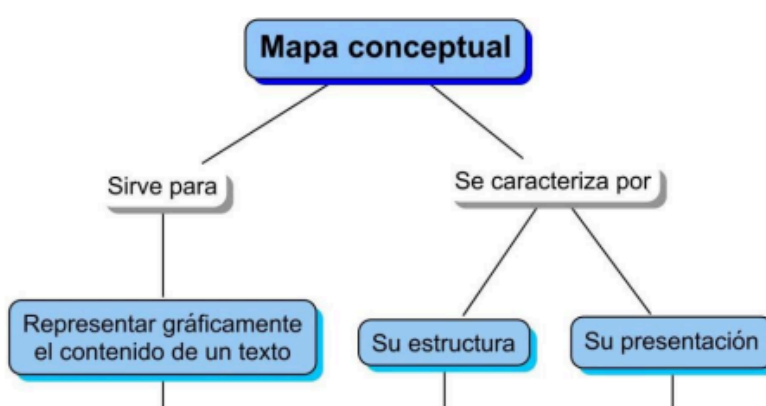 Mapa conceptual
Sirve para
Se caracteriza por
Representar gráficamente
el contenido de un texto
Su estructura
Su presentación